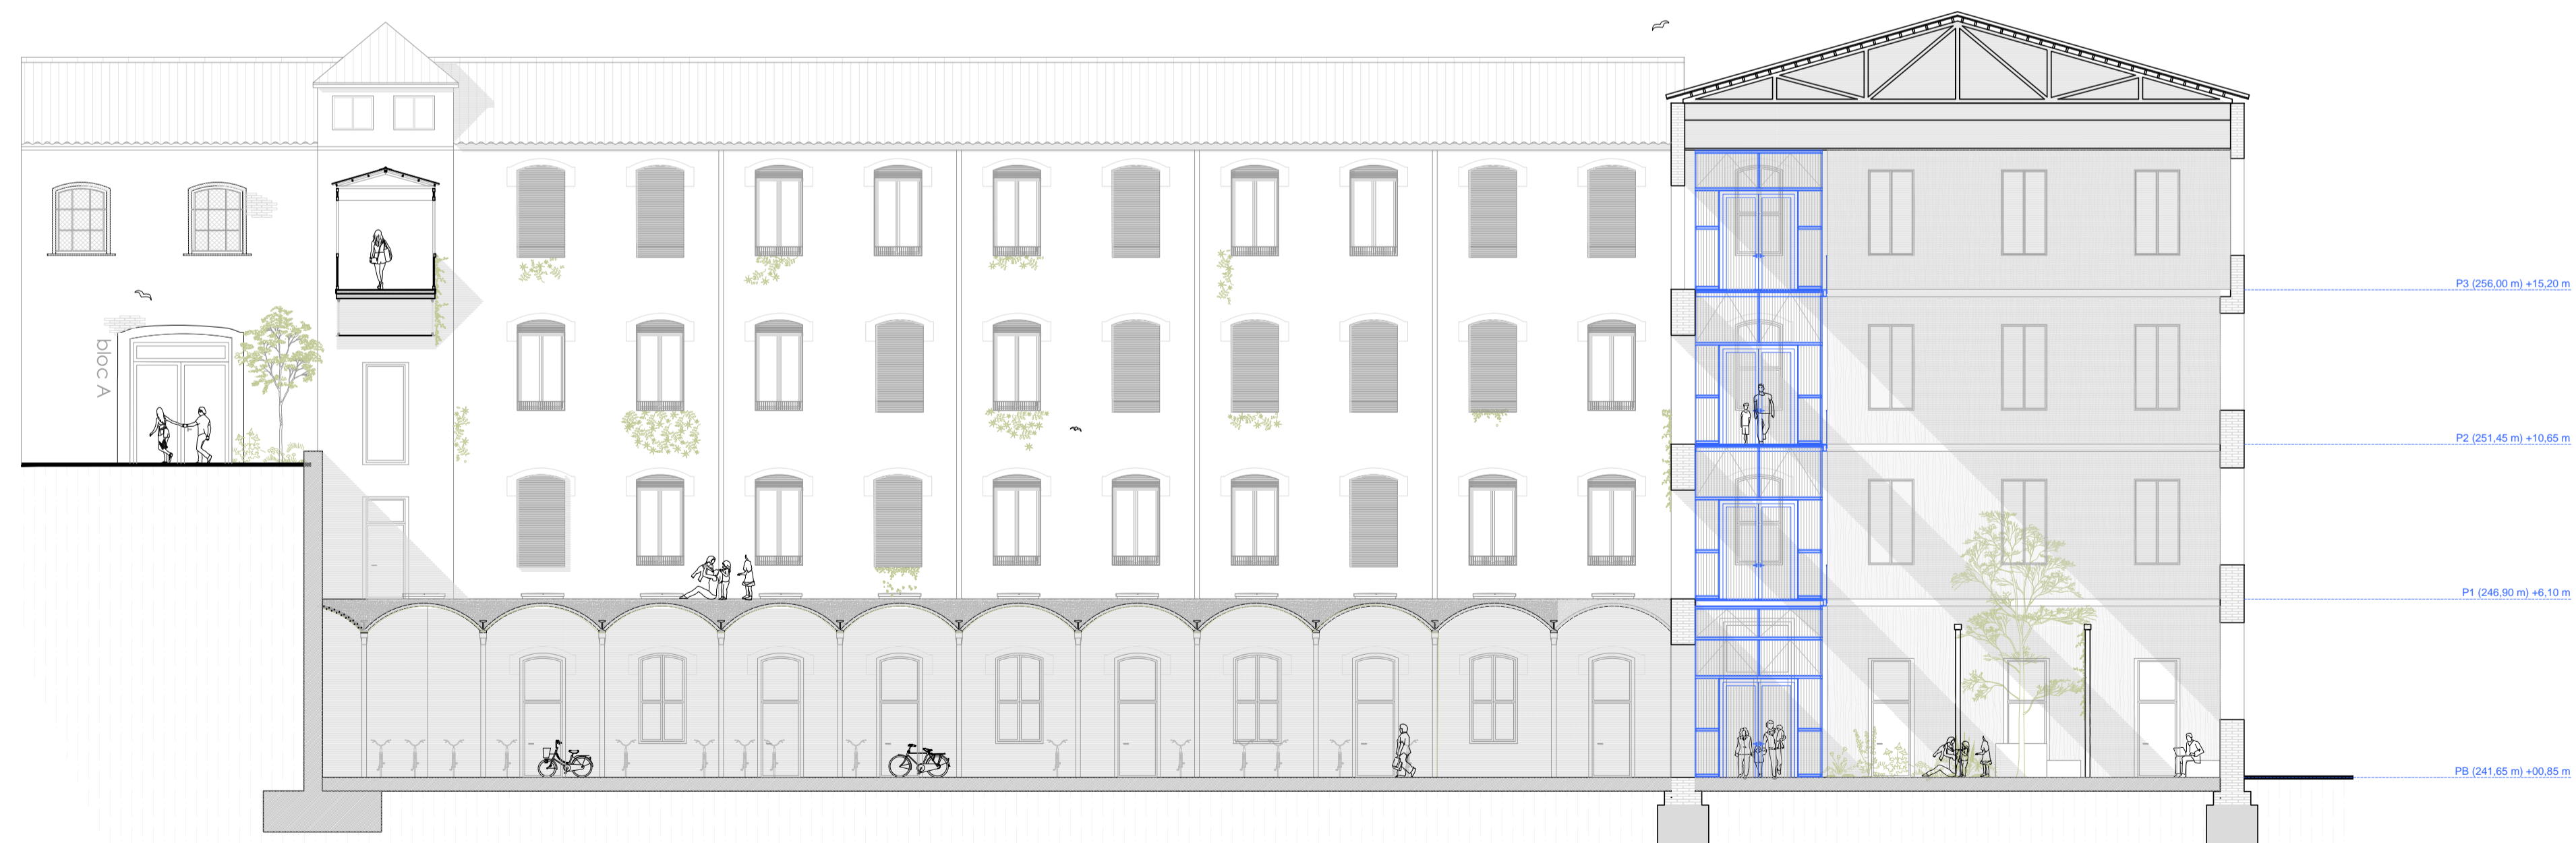 bloc A
P3 (256,00 m) +15,20 m
P2 (251,45 m) +10,65 m
P1 (246,90 m) +6,10 m
PB (241,65 m) +00,85 m